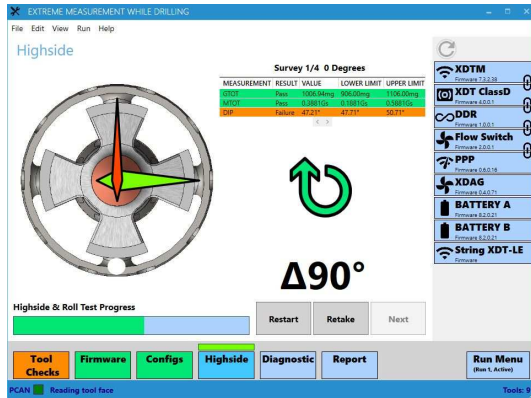 EXTREME MEASUREMENT WHILE DRILLING
File Edit View Run Help
Highside
Survey 1/4 0 Degrees
MEASUREMENT RESULT VALUE LOWER LIMIT UPPER LIMIT
GTOT Pass 1006.94mg 906.00mg 1106.00mg
MTOT Pass 0.3881Gs 0.1881Gs 0.5881Gs
DIP Failure 47.21° 47.71° 50.71°
Δ90°
Highside & Roll Test Progress
Restart Retake Next
XDTM
Firmware 7.3.2.38
XDT ClassD
Firmware 4.0.0.1
DDR
Firmware 1.0.0.1
Flow Switch
Firmware 2.0.0.1
PPP
Firmware 0.6.0.16
XDAG
Firmware 0.4.0.71
BATTERY A
Firmware 8.2.0.21
BATTERY B
Firmware 8.2.0.21
String XDT-LE
Firmware
Tool Checks
Firmware
Configs
Highside
Diagnostic
Report
Run Menu
(Run 1, Active)
PCAN Reading tool face
Tools: 9